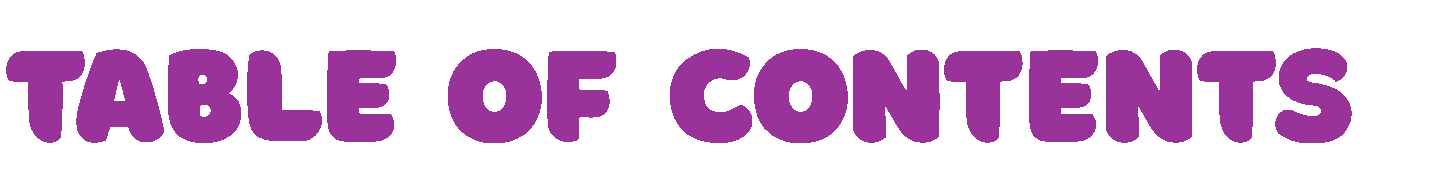 TABLE OF CONTENTS